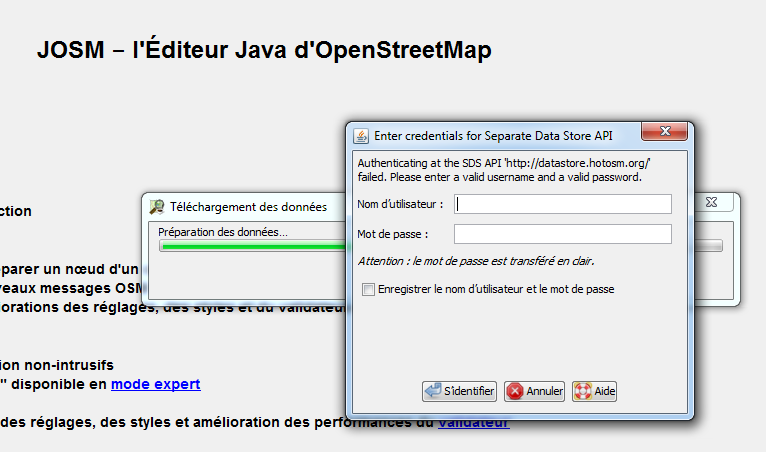 JOSM – l'Éditeur Java d'OpenStreetMap
Enter credentials for Separate Data Store API
Authenticating at the SDS API 'http://datastore.hotosm.org/'
failed. Please enter a valid username and a valid password.
Nom d'utilisateur :
Mot de passe :
Attention : le mot de passe est transféré en clair.
Enregistrer le nom d'utilisateur et le mot de passe
S'identifier
Annuler
Aide
Téléchargement des données
Préparation des données...
ction
parer un nœud d'un
veaux messages OSM
iorations des réglages, des styles et du validateur
ion non-intrusifs
" disponible en mode expert
des réglages, des styles et amélioration des performances du validateur